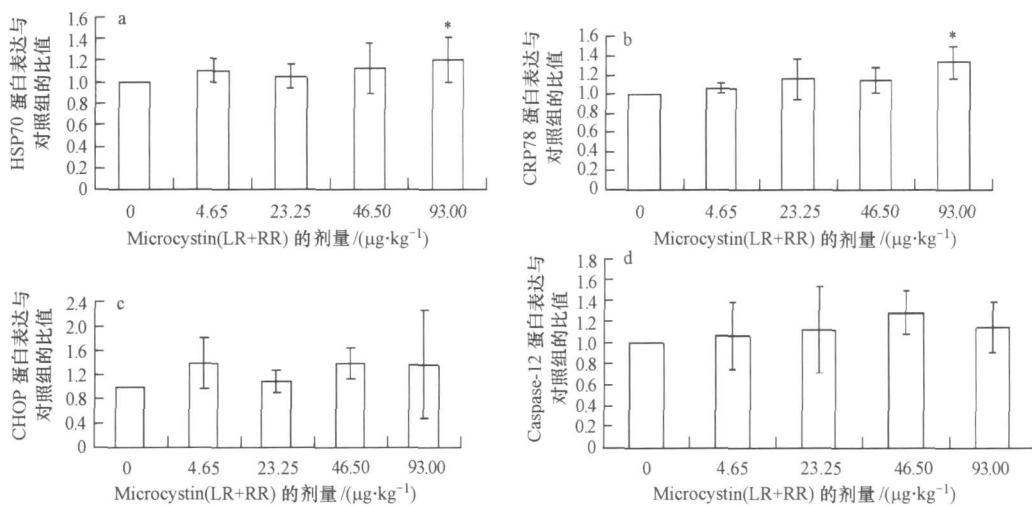 a
HSP70 蛋白表达与
对照组的比值
1.6
1.4
1.2
1.0
0.8
0.6
0.4
0.2
0
*
0 4.65 23.25 46.50 93.00
Microcystin(LR+RR) 的剂量 /(μg·kg⁻¹)
b
CRP78 蛋白表达与
对照组的比值
1.6
1.4
1.2
1.0
0.8
0.6
0.4
0.2
0
*
0 4.65 23.25 46.50 93.00
Microcystin(LR+RR) 的剂量 /(μg·kg⁻¹)
c
CHOP 蛋白表达与
对照组的比值
2.4
2.0
1.6
1.2
0.8
0.4
0
0 4.65 23.25 46.50 93.00
Microcystin(LR+RR) 的剂量 /(μg·kg⁻¹)
d
Caspase-12 蛋白表达与
对照组的比值
1.8
1.6
1.4
1.2
1.0
0.8
0.6
0.4
0.2
0
0 4.65 23.25 46.50 93.00
Microcystin(LR+RR) 的剂量 /(μg·kg⁻¹)